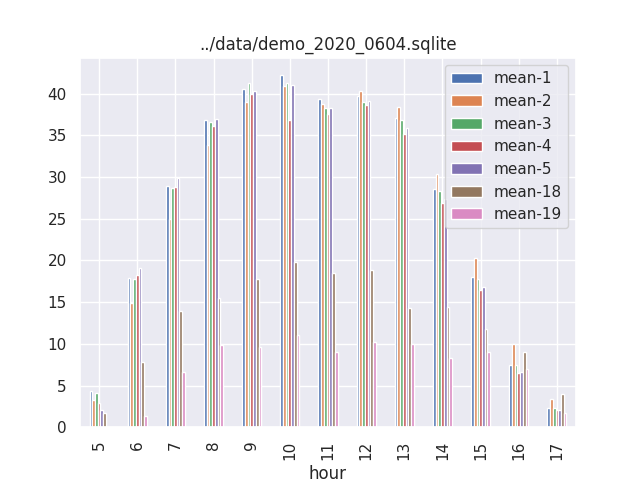 ../data/demo_2020_0604.sqlite
mean-1
mean-2
mean-3
mean-4
mean-5
mean-18
mean-19
40
35
30
25
20
15
10
5
0
5 6 7 8 9 10 11 12 13 14 15 16 17
hour